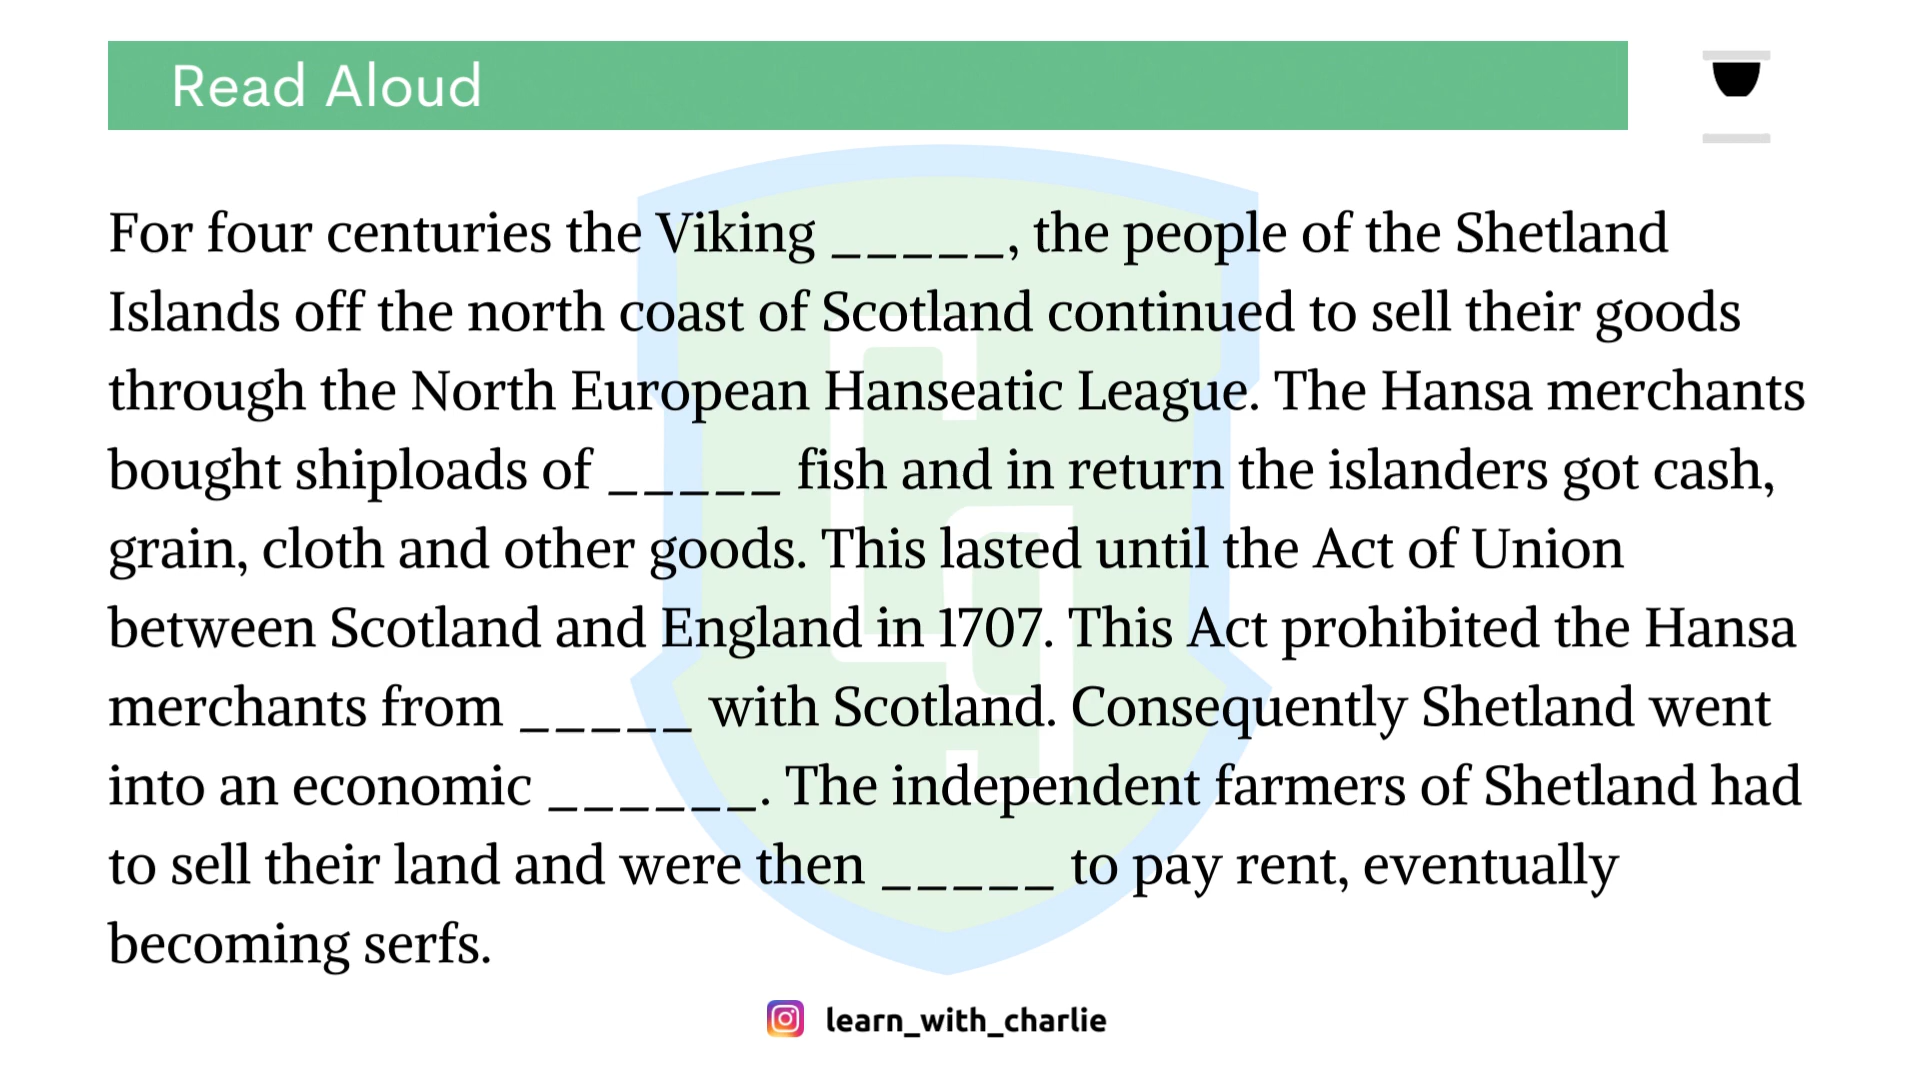 Read Aloud
For four centuries the Viking _____, the people of the Shetland
Islands off the north coast of Scotland continued to sell their goods
through the North European Hanseatic League. The Hansa merchants
bought shiploads of _____ fish and in return the islanders got cash,
grain, cloth and other goods. This lasted until the Act of Union
between Scotland and England in 1707. This Act prohibited the Hansa
merchants from _____ with Scotland. Consequently Shetland went
into an economic ______. The independent farmers of Shetland had
to sell their land and were then _____ to pay rent, eventually
becoming serfs.
learn_with_charlie